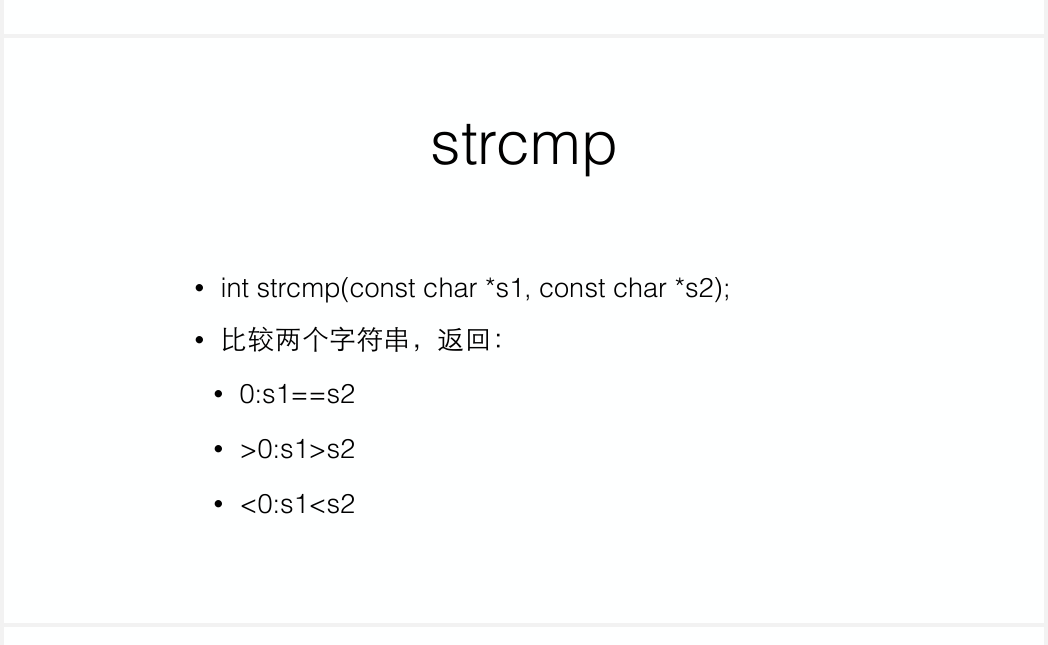 strcmp
• int strcmp(const char *s1, const char *s2);
• 比较两个字符串，返回：
• 0:s1==s2
• >0:s1>s2
• <0:s1<s2